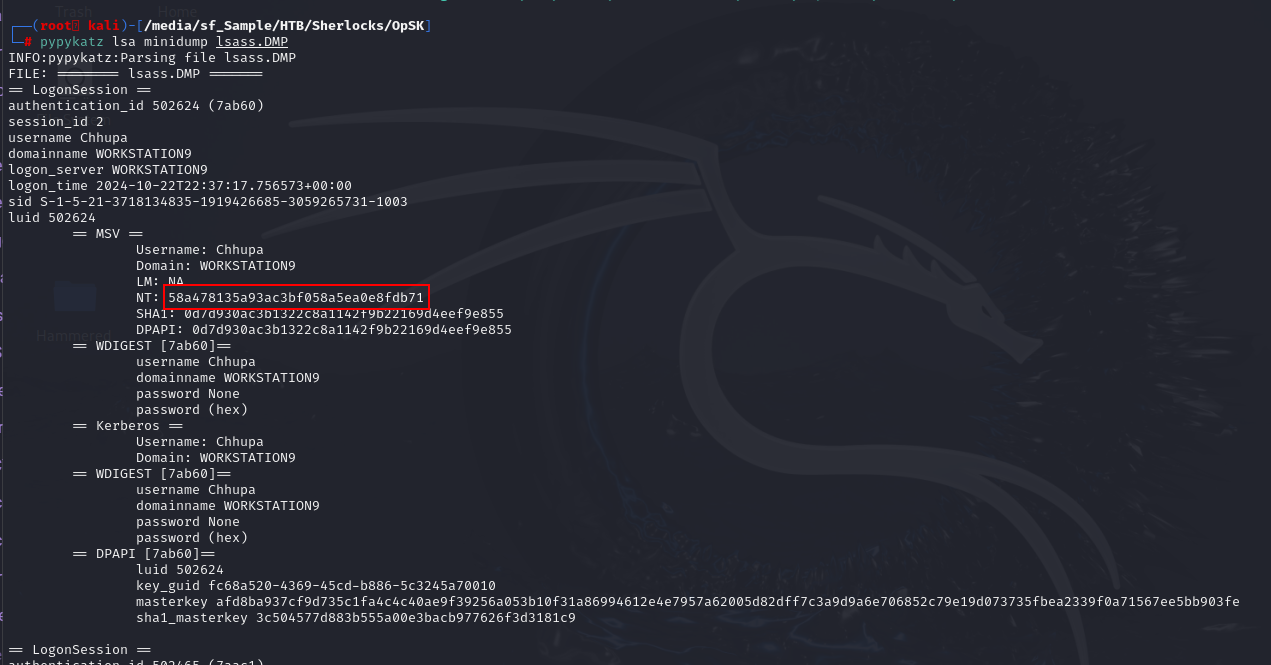 Trash
Home
┌──(root㉿ kali)-[/media/sf_Sample/HTB/Sherlocks/OpSK]
└─# pypykatz lsa minidump lsass.DMP
INFO:pypykatz:Parsing file lsass.DMP
FILE: ======== lsass.DMP =======
== LogonSession ==
authentication_id 502624 (7ab60)
session_id 2
username Chhupa
domainname WORKSTATION9
logon_server WORKSTATION9
logon_time 2024-10-22T22:37:17.756573+00:00
sid S-1-5-21-3718134835-1919426685-3059265731-1003
luid 502624
== MSV ==
Username: Chhupa
Domain: WORKSTATION9
LM: NA
NT: 58a478135a93ac3bf058a5ea0e8fdb71
SHA1: 0d7d930ac3b1322c8a1142f9b22169d4eef9e855
DPAPI: 0d7d930ac3b1322c8a1142f9b22169d4eef9e855
Hammered
== WDIGEST [7ab60]==
username Chhupa
domainname WORKSTATION9
password None
password (hex)
== Kerberos ==
Username: Chhupa
Domain: WORKSTATION9
== WDIGEST [7ab60]==
username Chhupa
domainname WORKSTATION9
password None
password (hex)
== DPAPI [7ab60]==
luid 502624
key_guid fc68a520-4369-45cd-b886-5c3245a70010
masterkey afd8ba937cf9d735c1fa4c4c40ae9f39256a053b10f31a86994612e4e7957a62005d82dff7c3a9d9a6e706852c79e19d073735fbea2339f0a71567ee5bb903fe
sha1_masterkey 3c504577d883b555a00e3bacb977626f3d3181c9
== LogonSession ==
authentication_id 502465 (7aac1)